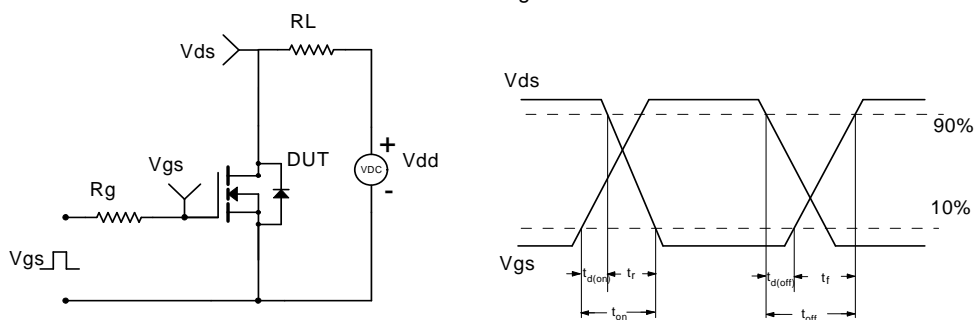 RL
Vds
Vgs
DUT
Rg
VDC
+
Vdd
-
Vgs
Vds
90%
10%
Vgs
td(on)
tr
td(off)
tf
ton
toff